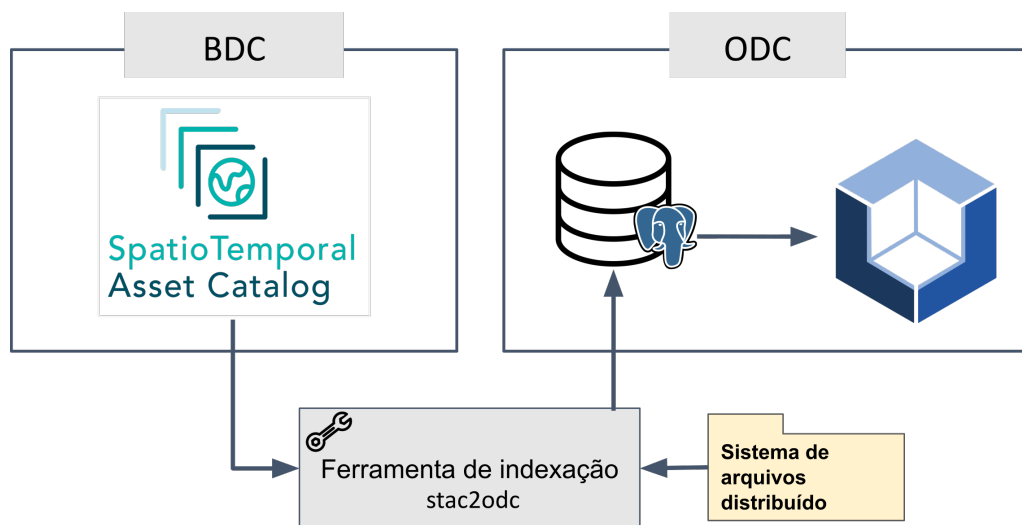 BDC
ODC
SpatioTemporal
Asset Catalog
Ferramenta de indexação
stac2odc
Sistema de
arquivos
distribuído